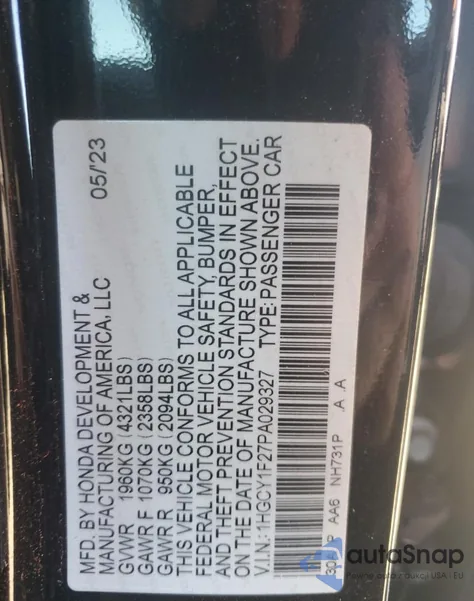 MFD. BY HONDA DEVELOPMENT & 05/23
MANUFACTURING OF AMERICA, LLC
GVWR 1960KG (4321LBS)
GAWR F 1070KG (2358LBS)
GAWR R 950KG (2094LBS)
THIS VEHICLE CONFORMS TO ALL APPLICABLE
FEDERAL MOTOR VEHICLE SAFETY, BUMPER,
AND THEFT PREVENTION STANDARDS IN EFFECT
ON THE DATE OF MANUFACTURE SHOWN ABOVE.
V.I.N.:1HGCY1F27PA029327 TYPE:PASSENGER CAR
AA6 NH731P A .A
autoSnap